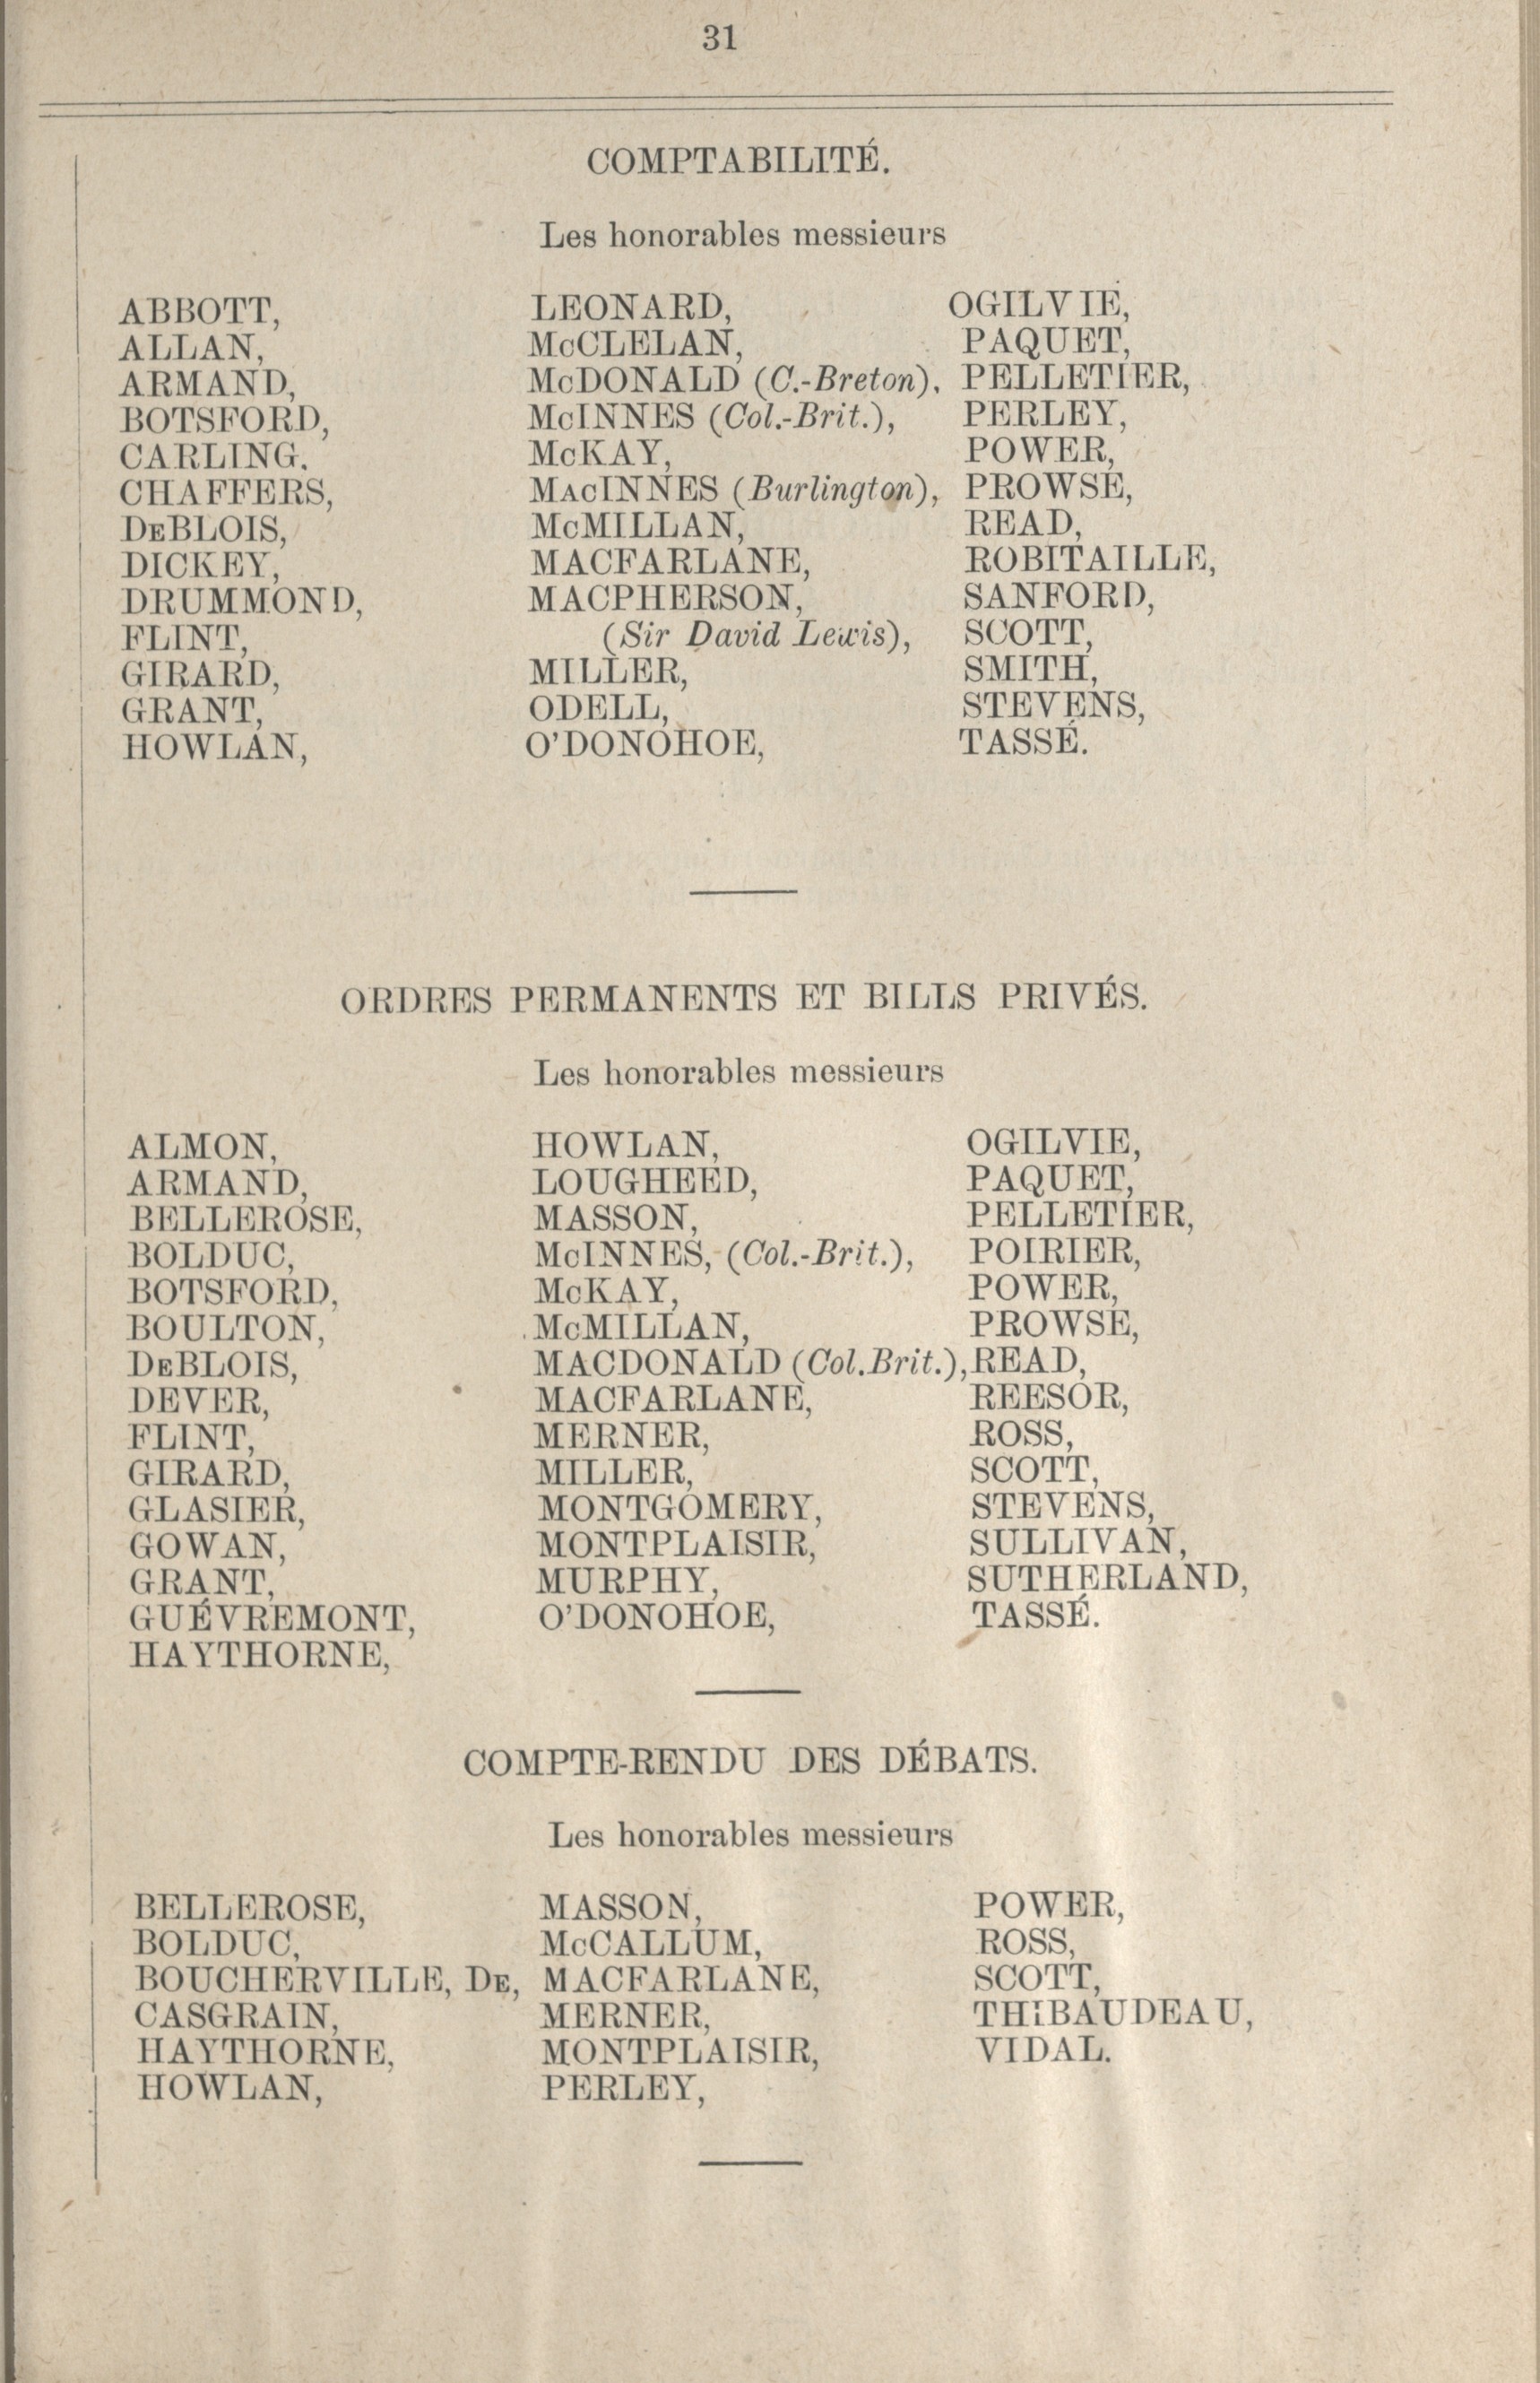 31
COMPTABILITÉ.
Les honorables messieurs
ABBOTT,
ALLAN,
ARMAND,
BOTSFORD,
CARLING.
CHAFFERS,
DEBLOIS,
DICKEY,
DRUMMOND,
FLINT,
GIRARD,
GRANT,
HOWLAN,
LEONARD,
McCLELAN,
McDONALD (C.-Breton),
McINNES (Col.-Brit.),
McKAY,
MacINNES (Burlington),
McMILLAN,
MACFARLANE,
MACPHERSON,
(Sir David Lewis),
MILLER,
ODELL,
O'DONOHOE,
OGILVIE,
PAQUET,
PELLETIER,
PERLEY,
POWER,
PROWSE,
READ,
ROBITAILLE,
SANFORD,
SCOTT,
SMITH,
STEVENS,
TASSÉ.
ORDRES PERMANENTS ET BILLS PRIVÉS.
Les honorables messieurs
ALMON,
ARMAND,
BELLEROSE,
BOLDUC,
BOTSFORD,
BOULTON,
DEBLOIS,
DEVER,
FLINT,
GIRARD,
GLASIER,
GOWAN,
GRANT,
GUÉVREMONT,
HAYTHORNE,
HOWLAN,
LOUGHEED,
MASSON,
McINNES, (Col.-Brit.),
McKAY,
McMILLAN,
MACDONALD (Col. Brit.),
MACFARLANE,
MERNER,
MILLER,
MONTGOMERY,
MONTPLAISIR,
MURPHY,
O'DONOHOE,
OGILVIE,
PAQUET,
PELLETIER,
POIRIER,
POWER,
PROWSE,
READ,
REESOR,
ROSS,
SCOTT,
STEVENS,
SULLIVAN,
SUTHERLAND,
TASSÉ.
COMPTE-RENDU DES DÉBATS.
Les honorables messieurs
BELLEROSE,
BOLDUC,
BOUCHERVILLE, DE,
CASGRAIN,
HAYTHORNE,
HOWLAN,
MASSON,
McCALLUM,
MACFARLANE,
MERNER,
MONTPLAISIR,
PERLEY,
POWER,
ROSS,
SCOTT,
THIBAUDEAU,
VIDAL.